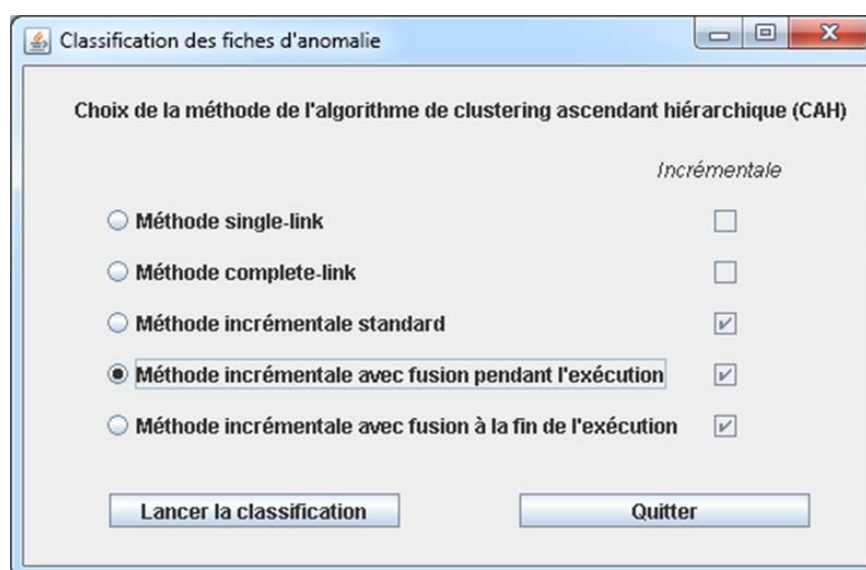 Classification des fiches d'anomalie
Choix de la méthode de l'algorithme de clustering ascendant hiérarchique (CAH)
Incrémentale
Méthode single-link
Méthode complete-link
Méthode incrémentale standard
Méthode incrémentale avec fusion pendant l'exécution
Méthode incrémentale avec fusion à la fin de l'exécution
Lancer la classification
Quitter